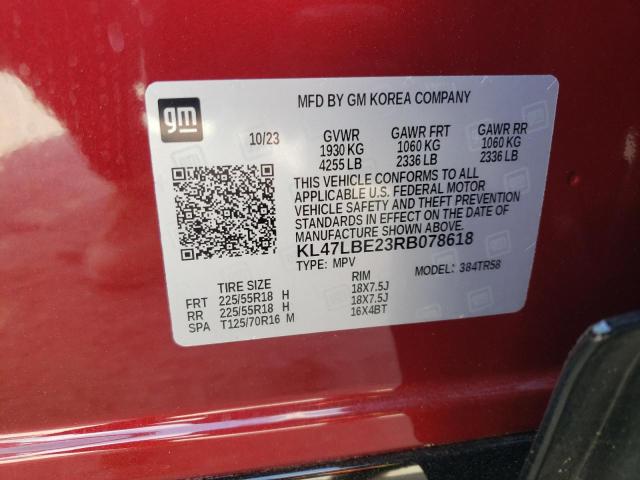 MFD BY GM KOREA COMPANY
gm
10/23 GVWR GAWR FRT GAWR RR
1930 KG 1060 KG 1060 KG
4255 LB 2336 LB 2336 LB
THIS VEHICLE CONFORMS TO ALL
APPLICABLE U.S. FEDERAL MOTOR
VEHICLE SAFETY AND THEFT PREVENTION
STANDARDS IN EFFECT ON THE DATE OF
MANUFACTURE SHOWN ABOVE.
KL47LBE23RB078618
TYPE: MPV MODEL: 384TR58
TIRE SIZE RIM
FRT 225/55R18 H 18X7.5J
RR 225/55R18 H 18X7.5J
SPA T125/70R16 M 16X4BT